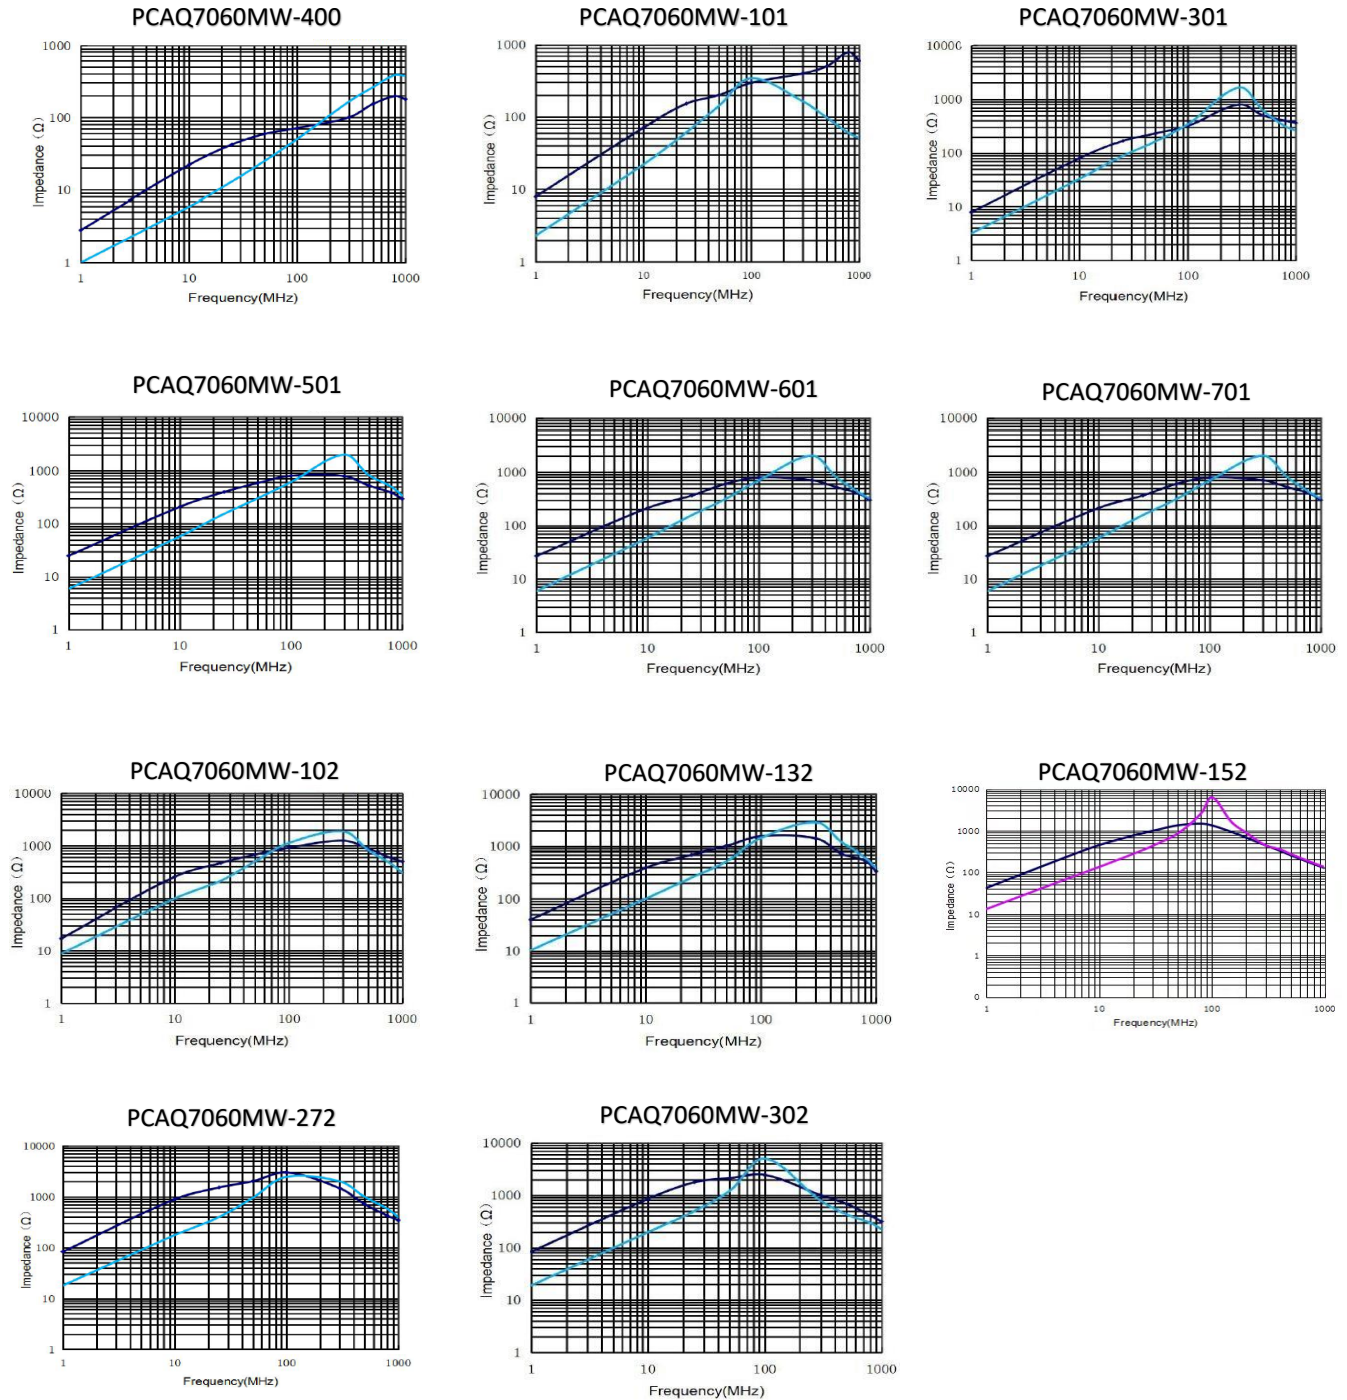 PCAQ7060MW-400
PCAQ7060MW-101
PCAQ7060MW-301
1000
100
10
1
Impedance (Ω)
1 10 100 1000
Frequency(MHz)
1000
100
10
1
Impedance (Ω)
1 10 100 1000
Frequency(MHz)
10000
1000
100
10
1
Impedance (Ω)
1 10 100 1000
Frequency(MHz)
PCAQ7060MW-501
PCAQ7060MW-601
PCAQ7060MW-701
10000
1000
100
10
1
Impedance (Ω)
1 10 100 1000
Frequency(MHz)
10000
1000
100
10
1
Impedance (Ω)
1 10 100 1000
Frequency(MHz)
10000
1000
100
10
1
Impedance (Ω)
1 10 100 1000
Frequency(MHz)
PCAQ7060MW-102
PCAQ7060MW-132
PCAQ7060MW-152
10000
1000
100
10
1
Impedance (Ω)
1 10 100 1000
Frequency(MHz)
10000
1000
100
10
1
Impedance (Ω)
1 10 100 1000
Frequency(MHz)
10000
1000
100
10
1
0
Impedance (Ω)
1 10 100 1000
Frequency(MHz)
PCAQ7060MW-272
PCAQ7060MW-302
10000
1000
100
10
1
Impedance (Ω)
1 10 100 1000
Frequency(MHz)
10000
1000
100
10
1
Impedance (Ω)
1 10 100 1000
Frequency(MHz)